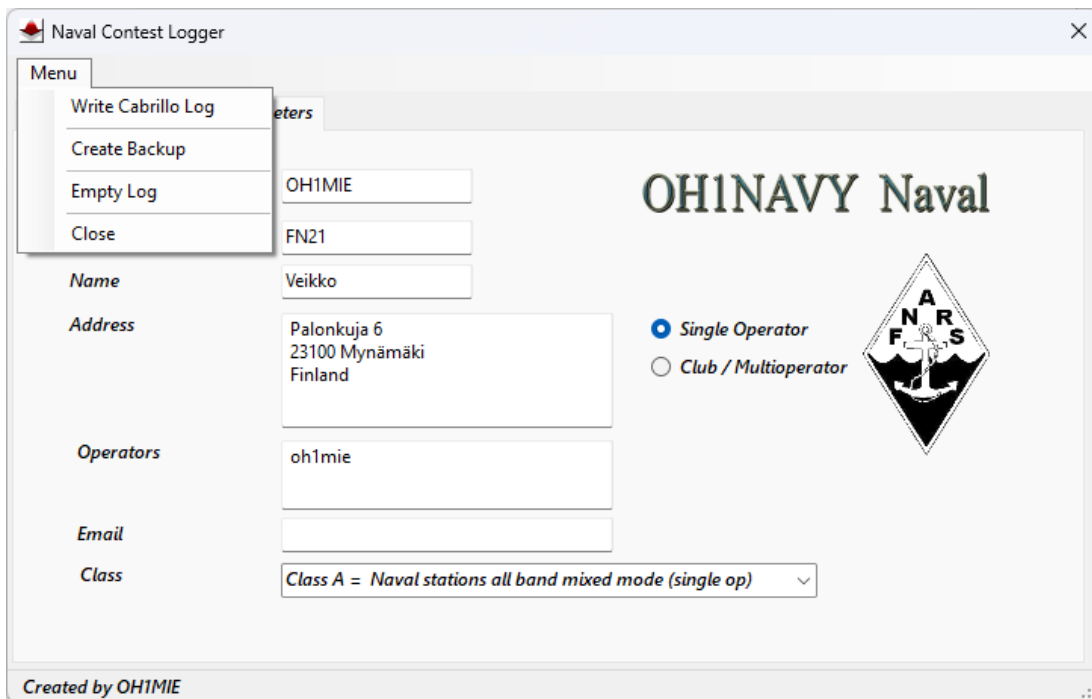 Naval Contest Logger
Menu
Write Cabrillo Log
Create Backup
Empty Log
Close
eters
OH1MIE
FN21
Name
Veikko
Address
Palonkuja 6
23100 Mynämäki
Finland
Operators
oh1mie
Email
Class
Class A = Naval stations all band mixed mode (single op)
OH1NAVY Naval
Single Operator
Club / Multioperator
A
N R
F S
Created by OH1MIE